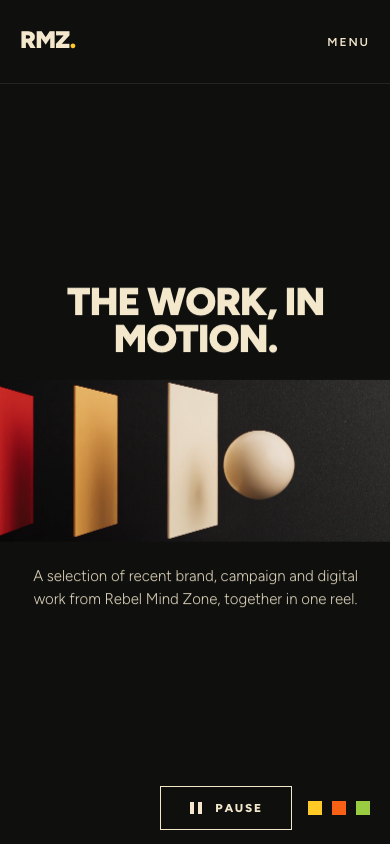 RMZ.
MENU
THE WORK, IN
MOTION.
A selection of recent brand, campaign and digital
work from Rebel Mind Zone, together in one reel.
PAUSE